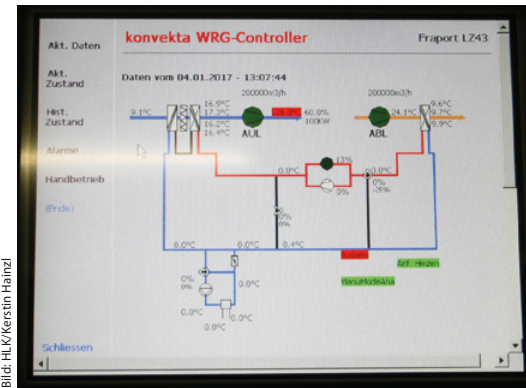 Akt. Daten
konvekta WRG-Controller
Fraport LZ43
Akt.
Zustand
Daten vom 04.01.2017 - 13:07:44
Hist.
Zustand
200000m3/h
200000m3/h
9.1°C
16.9°C
17.3°C
16.2°C
16.4°C
60.0%
100KW
24.1°C
9.6°C
9.7°C
9.9°C
AUL
ABL
Alarme
Handbetrieb
(Ende)
13%
0.0°C
0.0°C
0%
0%
-25%
0%
0%
0.0°C
0.0°C
8.4°C
Anf. Heizen
ManuModeAna
0%
0%
0.0°C
0.0°C
0.0°C
Schliessen
Bild: HLK/Kerstin Hainzl